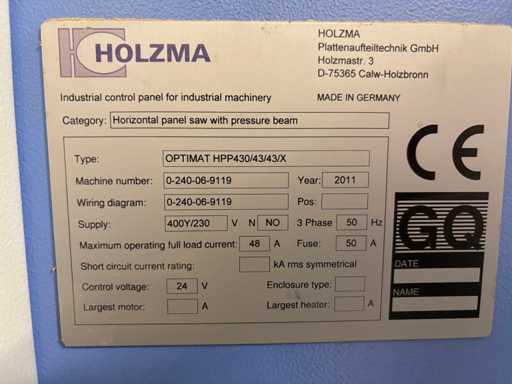 HOLZMA
HOLZMA
Plattenaufteiltechnik GmbH
Holzmastr. 3
D-75365 Calw-Holzbronn
Industrial control panel for industrial machinery
MADE IN GERMANY
Category: Horizontal panel saw with pressure beam
Type: OPTIMAT HPP430/43/43/X
Machine number: 0-240-06-9119 Year: 2011
Wiring diagram: 0-240-06-9119 Pos:
Supply: 400Y/230 V N NO 3 Phase 50 Hz
Maximum operating full load current: 48 A Fuse: 50 A
Short circuit current rating: kA rms symmetrical
Control voltage: 24 V Enclosure type:
Largest motor: A Largest heater: A
CE
GQ
DATE
NAME